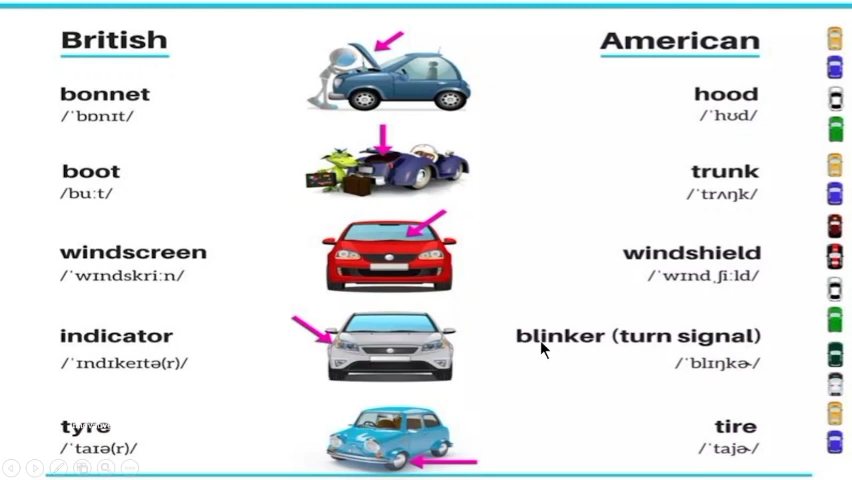 British
American
bonnet
hood
/ˈbɒnɪt/
/ˈhʊd/
boot
trunk
/buːt/
/ˈtrʌŋk/
windscreen
windshield
/ˈwɪndskriːn/
/ˈwɪndˌʃiːld/
indicator
blinker (turn signal)
/ˈɪndɪkeɪtə(r)/
/ˈblɪŋkɚ/
tyre
tire
/ˈtaɪə(r)/
/ˈtajɚ/